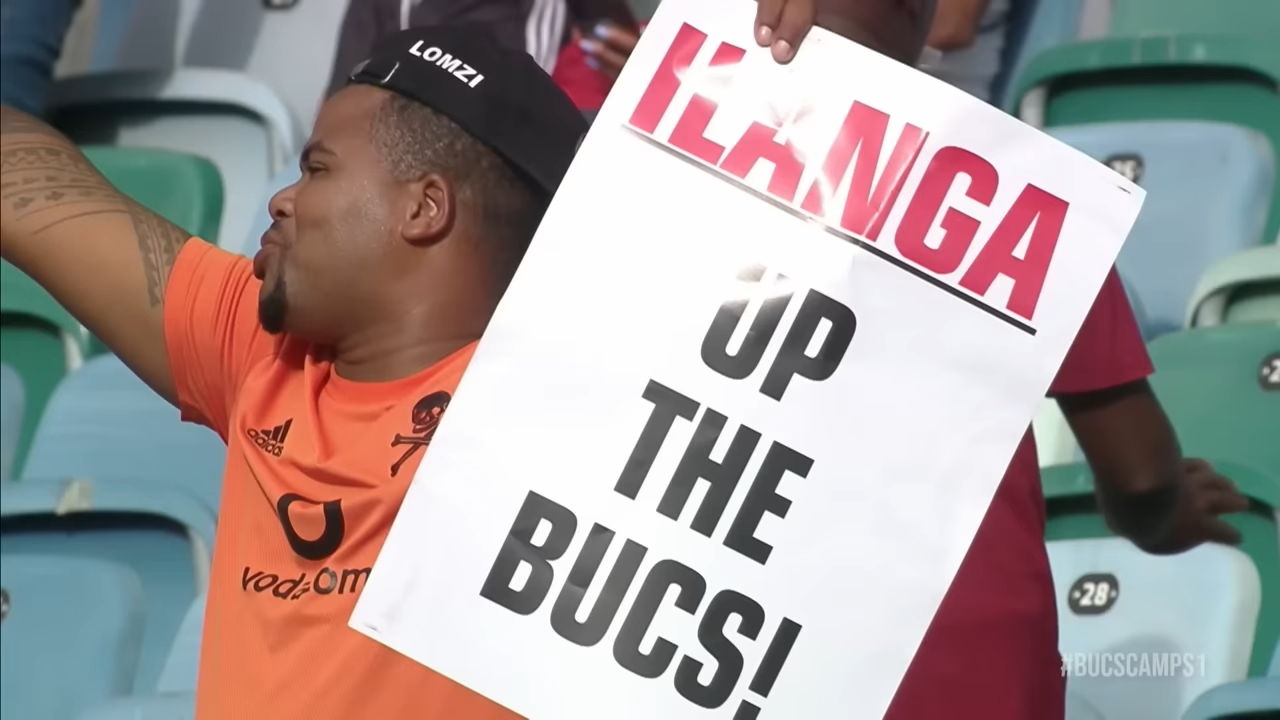 LOMZI
ILANGA
UP
THE
BUCS!
adidas
vodacom
28
#BUCSCAMPS1